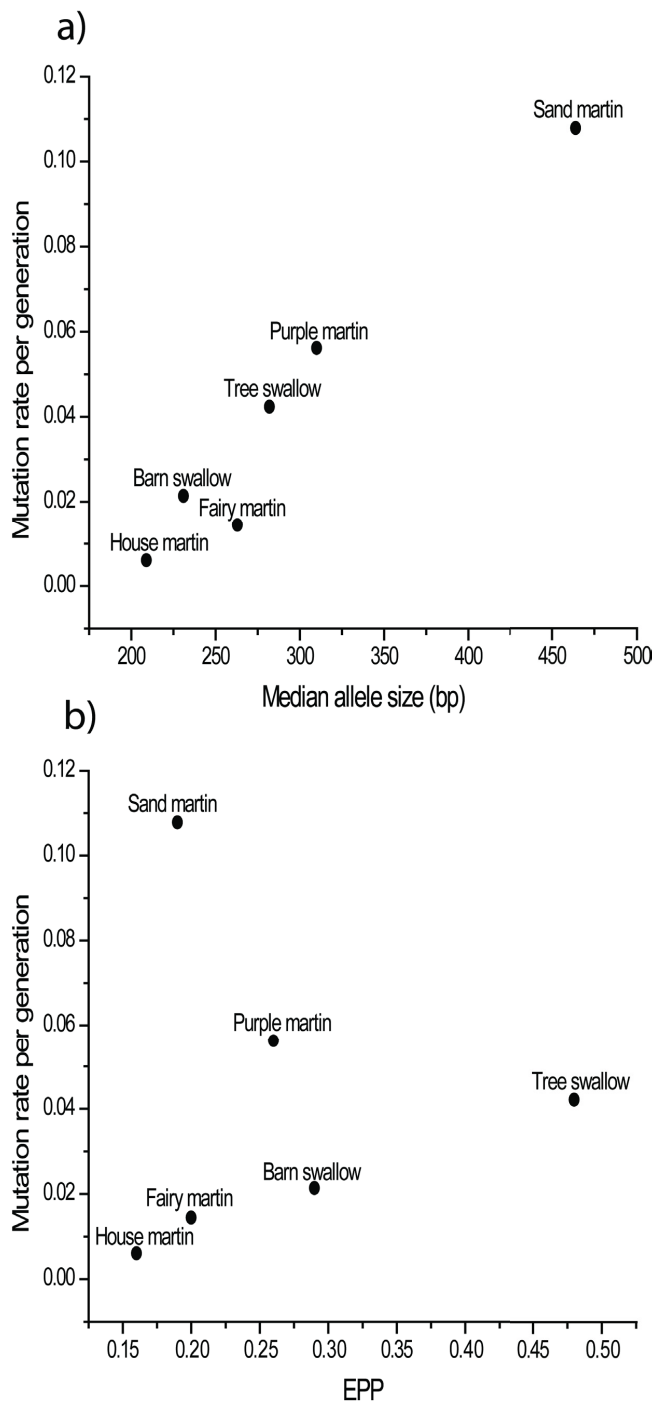 a)
0.12
Sand martin
0.10
0.08
Purple martin
0.06
Tree swallow
0.04
Barn swallow
Fairy martin
0.02
House martin
0.00
Mutation rate per generation
200 250 300 350 400 450 500
Median allele size (bp)
b)
0.12
Sand martin
0.10
0.08
Purple martin
0.06
Tree swallow
0.04
Barn swallow
Fairy martin
0.02
House martin
0.00
Mutation rate per generation
0.15 0.20 0.25 0.30 0.35 0.40 0.45 0.50
EPP